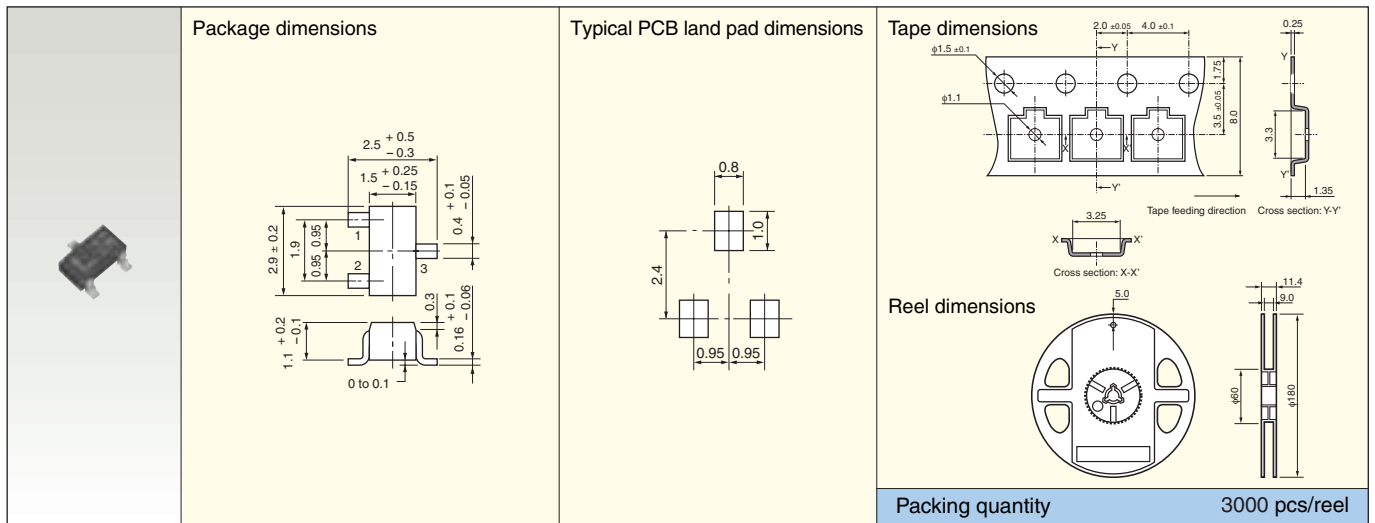 Package dimensions
2.5 + 0.5 − 0.3
1.5 + 0.25 − 0.15
0.4 + 0.1 − 0.05
2.9 ± 0.2
1.9
0.95
0.95
1
2
3
1.1 + 0.2 − 0.1
0.3
0.16 + 0.1 − 0.06
0 to 0.1
Typical PCB land pad dimensions
0.8
1.0
2.4
0.95
0.95
Tape dimensions
2.0 ±0.05
4.0 ±0.1
0.25
φ1.5 ±0.1
Y
Y
1.75
φ1.1
3.5 ±0.05
8.0
3.3
X
X'
Y'
Y'
1.35
Tape feeding direction
Cross section: Y-Y'
3.25
X
X'
Cross section: X-X'
Reel dimensions
5.0
11.4
9.0
φ60
φ180
Packing quantity
3000 pcs/reel